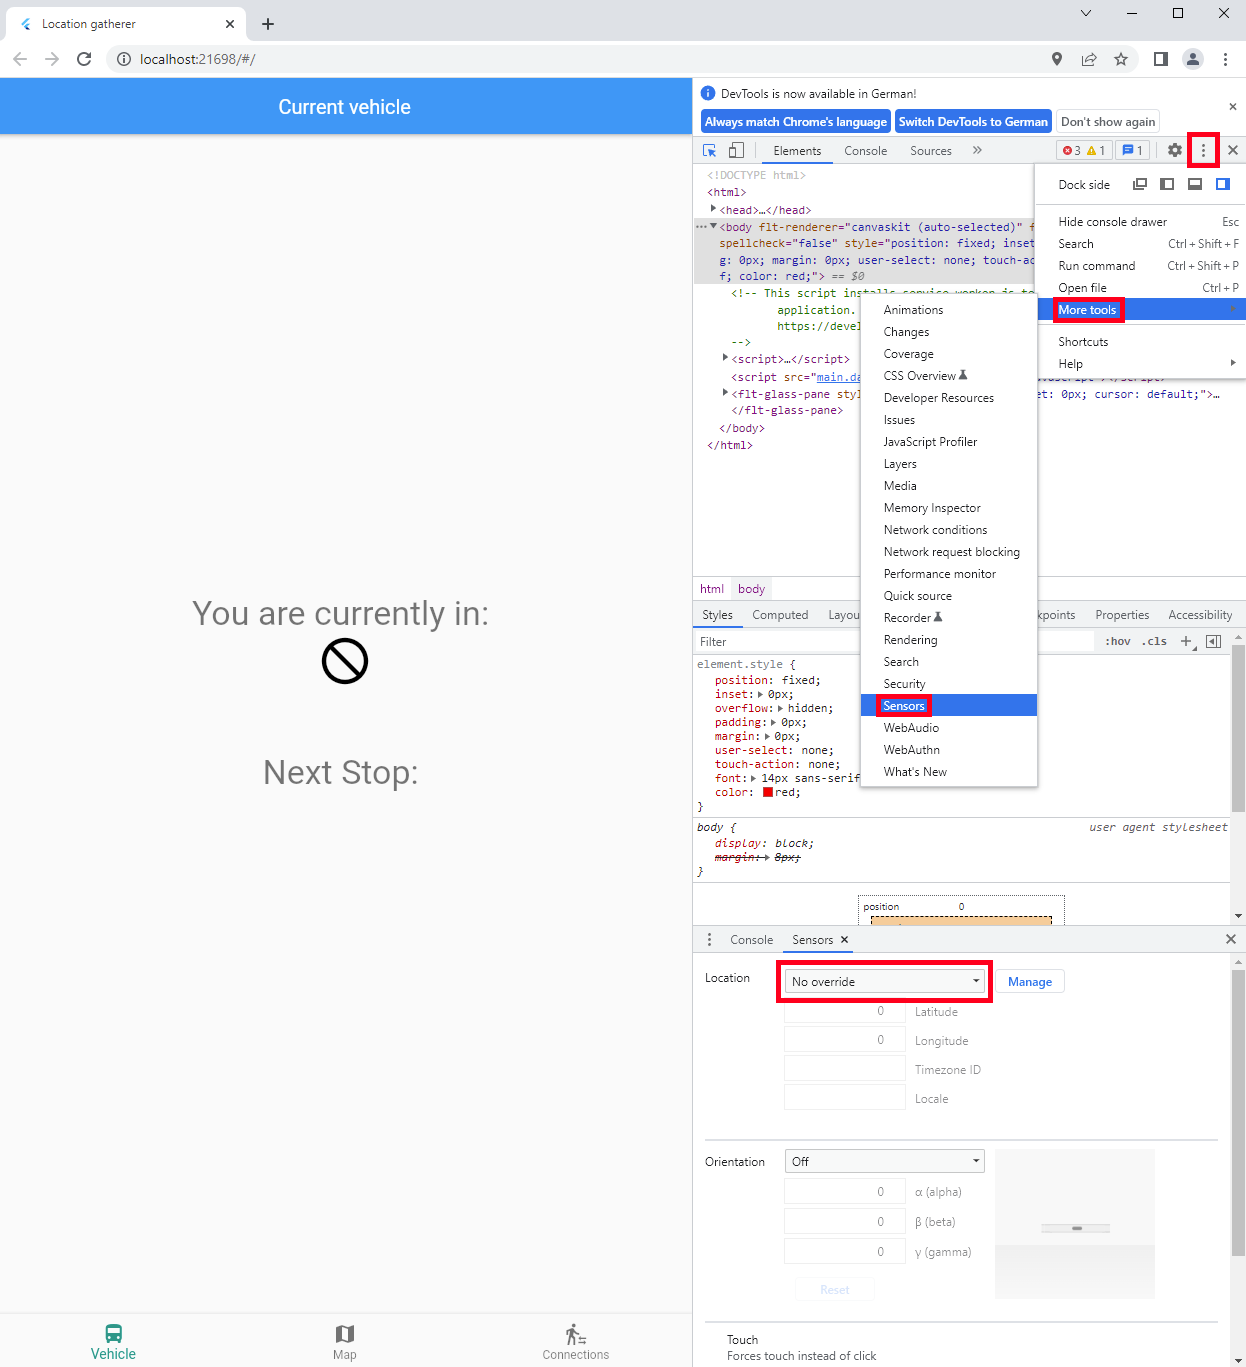 Location gatherer
localhost:21698/#/
Current vehicle
You are currently in:
Next Stop:
Vehicle
Map
Connections
DevTools is now available in German!
Always match Chrome's language
Switch DevTools to German
Don't show again
Elements
Console
Sources
3
1
1
<!DOCTYPE html>
<html>
<head>…</head>
<body flt-renderer="canvaskit (auto-selected)" f
spellcheck="false" style="position: fixed; inset
g: 0px; margin: 0px; user-select: none; touch-ac
f; color: red;"> == $0
<!-- This script installs service_worker.js to
application.
https://devel
-->
<script>…</script>
<script src="main.da
<flt-glass-pane styl
et: 0px; cursor: default;">…
</flt-glass-pane>
</body>
</html>
Dock side
Hide console drawer Esc
Search Ctrl + Shift + F
Run command Ctrl + Shift + P
Open file Ctrl + P
More tools
Shortcuts
Help
Animations
Changes
Coverage
CSS Overview
Developer Resources
Issues
JavaScript Profiler
Layers
Media
Memory Inspector
Network conditions
Network request blocking
Performance monitor
Quick source
Recorder
Rendering
Search
Security
Sensors
WebAudio
WebAuthn
What's New
html body
Styles Computed Layou
kpoints Properties Accessibility
Filter
:hov .cls
element.style {
position: fixed;
inset: 0px;
overflow: hidden;
padding: 0px;
margin: 0px;
user-select: none;
touch-action: none;
font: 14px sans-serif
color: red;
}
body {
user agent stylesheet
display: block;
margin: 8px;
}
position 0
Console
Sensors
Location
No override
Manage
0 Latitude
0 Longitude
Timezone ID
Locale
Orientation
Off
0 α (alpha)
0 β (beta)
0 γ (gamma)
Reset
Touch
Forces touch instead of click